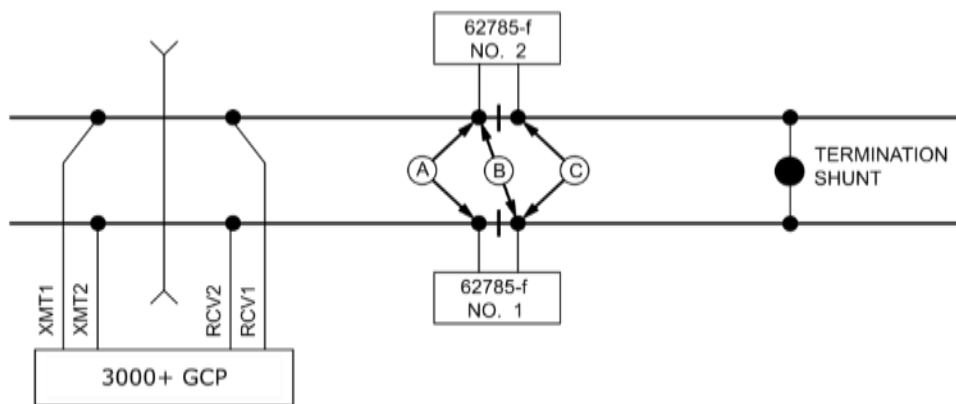 62785-f
NO. 2
A
B
C
TERMINATION
SHUNT
XMT1
XMT2
RCV2
RCV1
62785-f
NO. 1
3000+ GCP